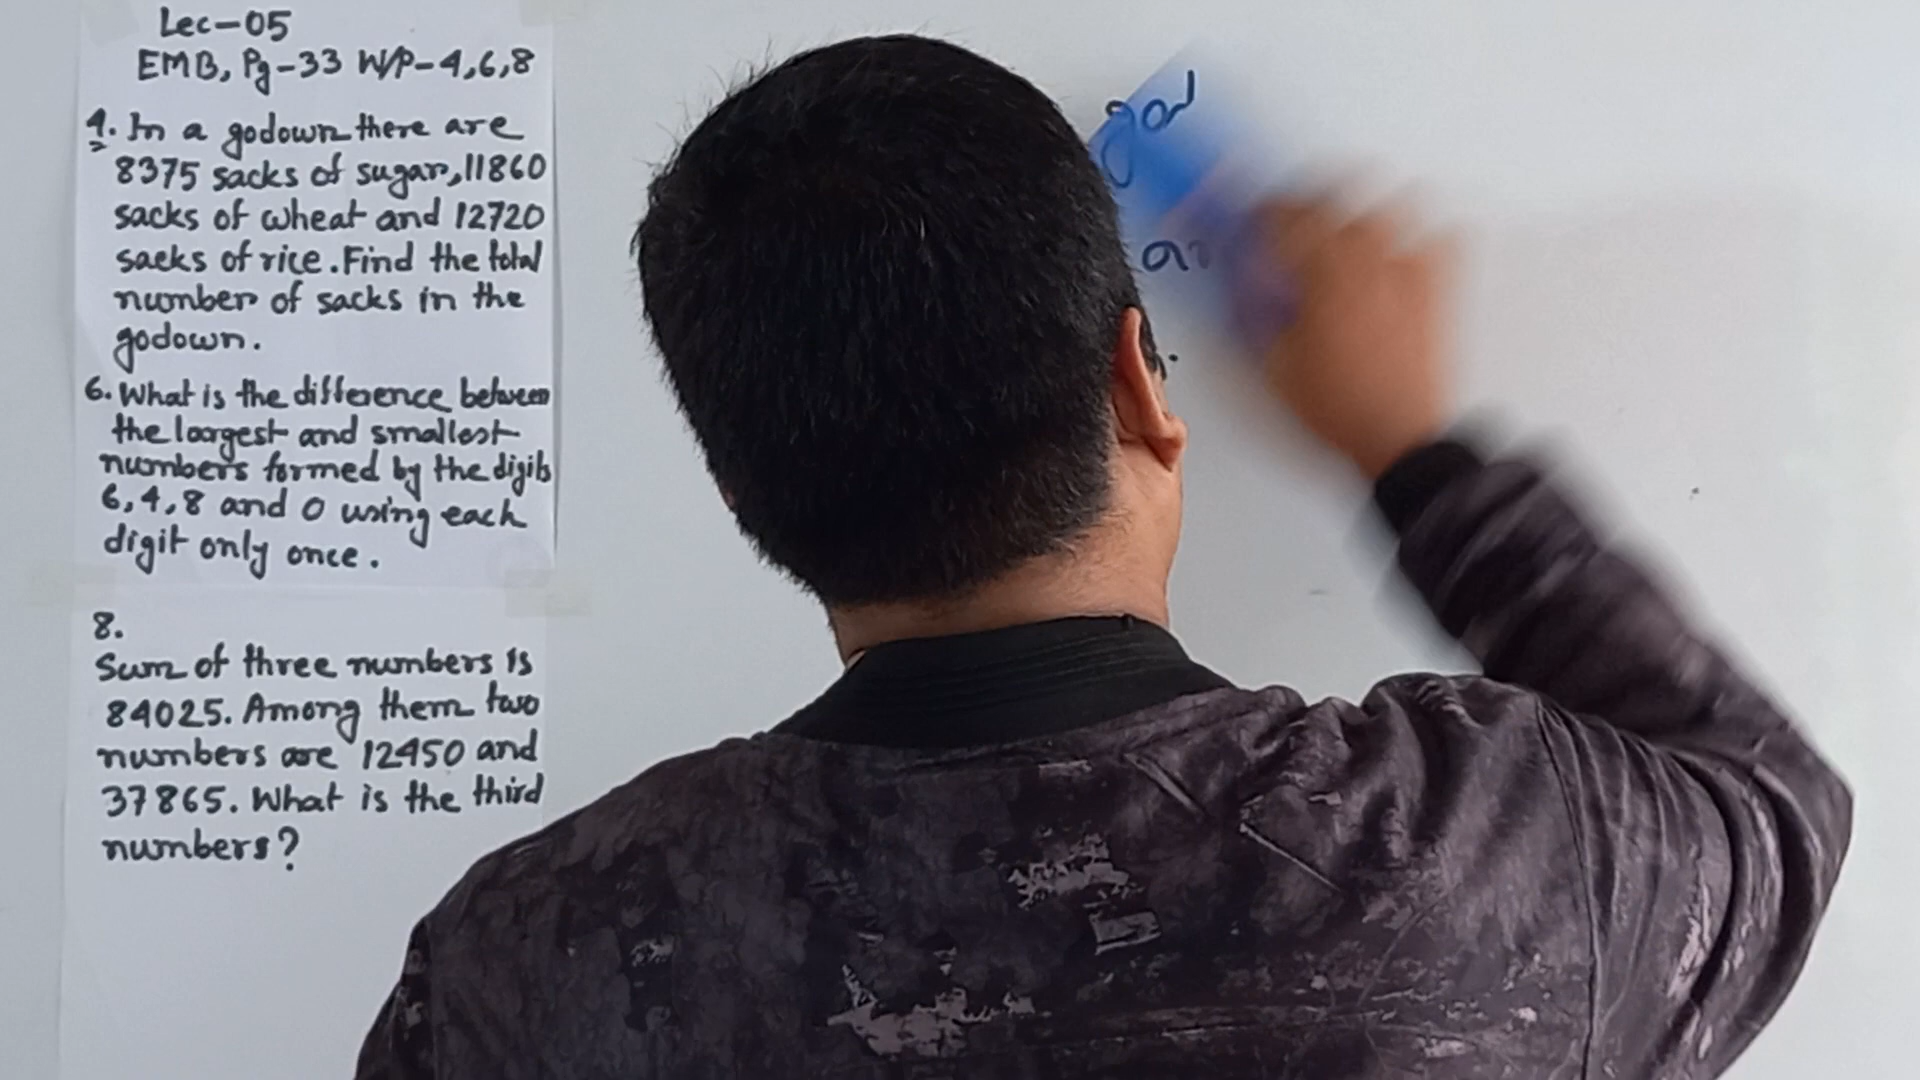 Lec-05
EMB, Pg-33 W/P-4,6,8
4. In a godown there are
8375 sacks of sugar, 11860
sacks of wheat and 12720
sacks of rice. Find the total
number of sacks in the
godown.
6. What is the difference between
the largest and smallest
numbers formed by the digits
6, 4, 8 and 0 using each
digit only once.
8.
Sum of three numbers is
84025. Among them two
numbers are 12450 and
37865. What is the third
numbers?